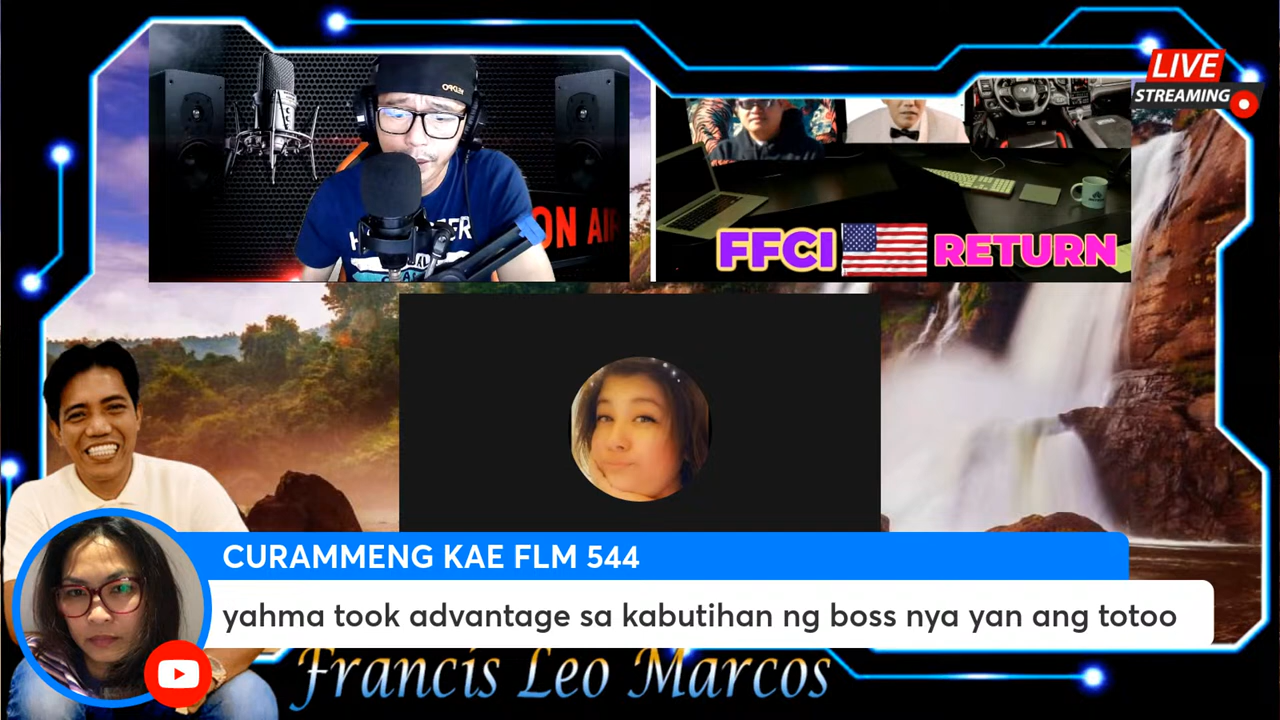 LIVE
STREAMING
ON AIR
FFCI RETURN
CURAMMENG KAE FLM 544
yahma took advantage sa kabutihan ng boss nya yan ang totoo
Francis Leo Marcos